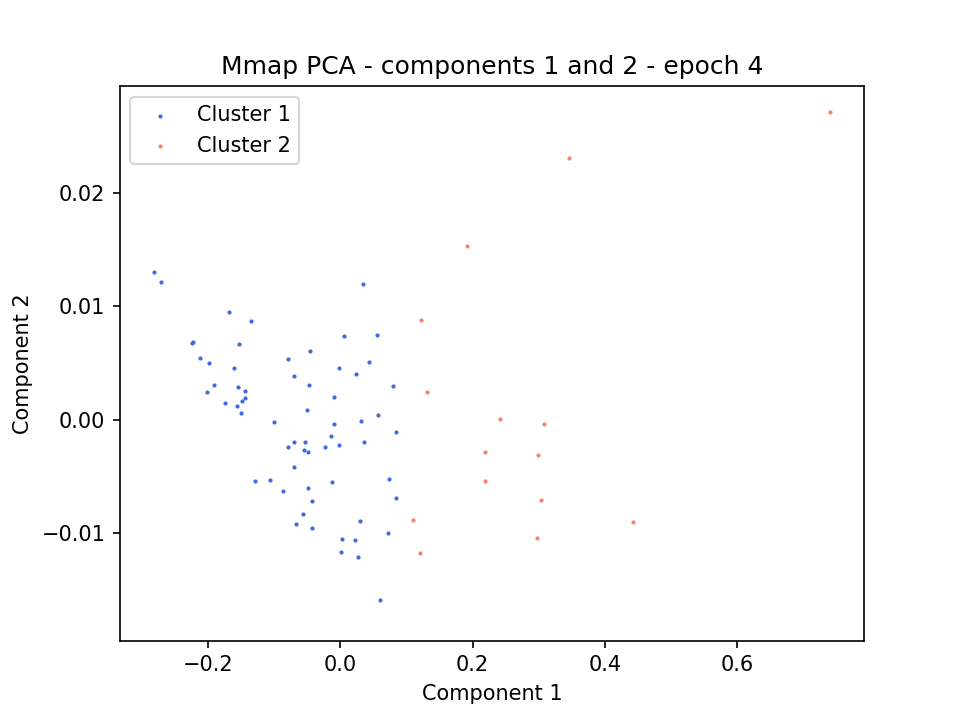 Mmap PCA - components 1 and 2 - epoch 4
Cluster 1
Cluster 2
0.02
0.01
0.00
−0.01
Component 2
−0.2
0.0
0.2
0.4
0.6
Component 1